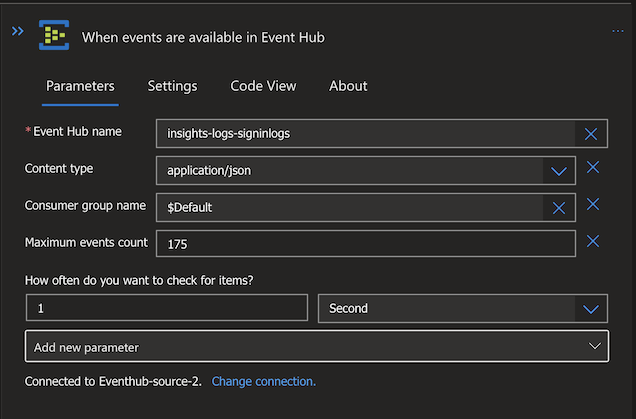 When events are available in Event Hub
Parameters Settings Code View About
* Event Hub name insights-logs-signinlogs
Content type application/json
Consumer group name $Default
Maximum events count 175
How often do you want to check for items?
1 Second
Add new parameter
Connected to Eventhub-source-2. Change connection.